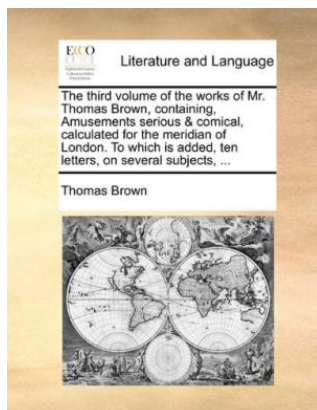 ECCO
Literature and Language
The third volume of the works of Mr.
Thomas Brown, containing,
Amusements serious & comical,
calculated for the meridian of
London. To which is added, ten
letters, on several subjects, ...
Thomas Brown